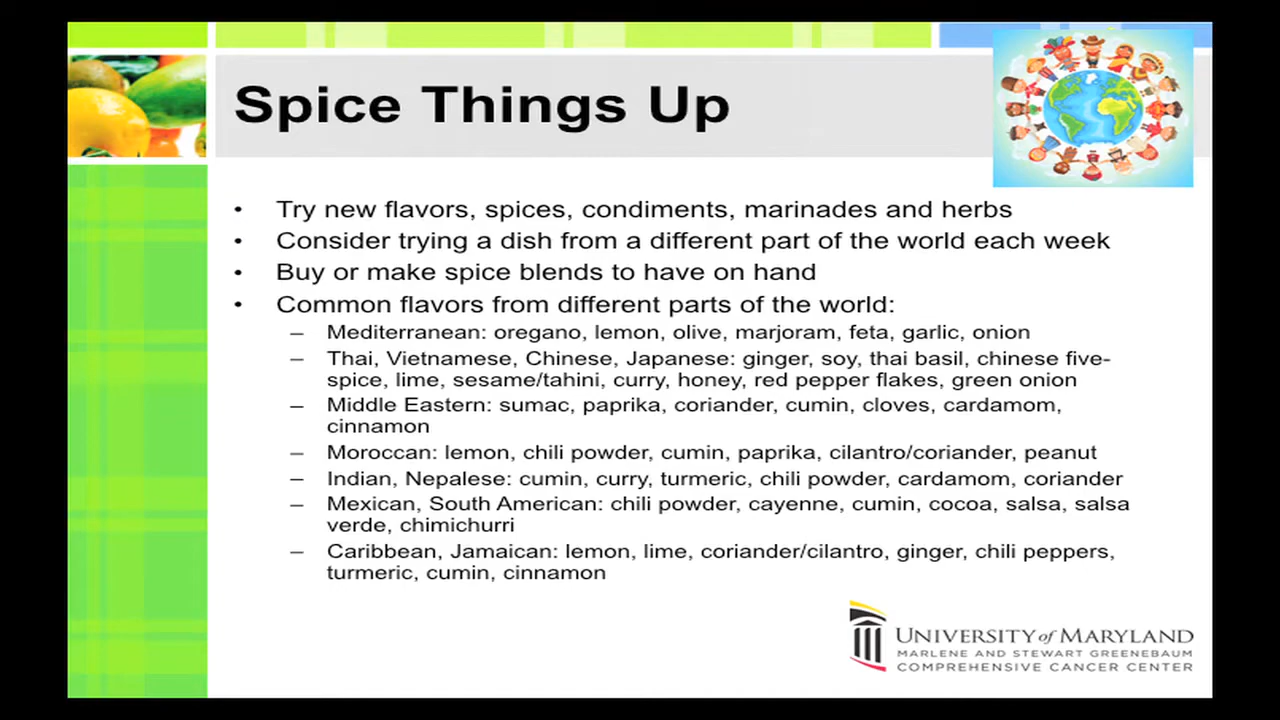 Spice Things Up
• Try new flavors, spices, condiments, marinades and herbs
• Consider trying a dish from a different part of the world each week
• Buy or make spice blends to have on hand
• Common flavors from different parts of the world:
– Mediterranean: oregano, lemon, olive, marjoram, feta, garlic, onion
– Thai, Vietnamese, Chinese, Japanese: ginger, soy, thai basil, chinese five-
spice, lime, sesame/tahini, curry, honey, red pepper flakes, green onion
– Middle Eastern: sumac, paprika, coriander, cumin, cloves, cardamom,
cinnamon
– Moroccan: lemon, chili powder, cumin, paprika, cilantro/coriander, peanut
– Indian, Nepalese: cumin, curry, turmeric, chili powder, cardamom, coriander
– Mexican, South American: chili powder, cayenne, cumin, cocoa, salsa, salsa
verde, chimichurri
– Caribbean, Jamaican: lemon, lime, coriander/cilantro, ginger, chili peppers,
turmeric, cumin, cinnamon
UNIVERSITY of MARYLAND
MARLENE AND STEWART GREENEBAUM
COMPREHENSIVE CANCER CENTER